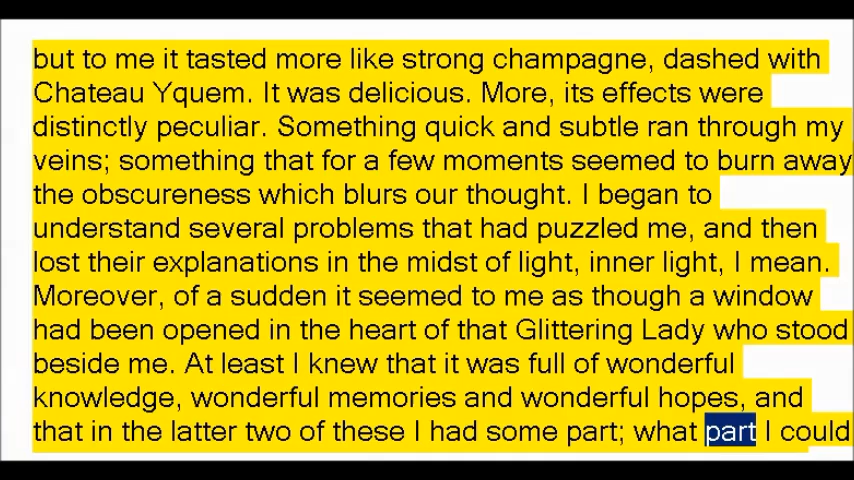 but to me it tasted more like strong champagne, dashed with
Chateau Yquem. It was delicious. More, its effects were
distinctly peculiar. Something quick and subtle ran through my
veins; something that for a few moments seemed to burn away
the obscureness which blurs our thought. I began to
understand several problems that had puzzled me, and then
lost their explanations in the midst of light, inner light, I mean.
Moreover, of a sudden it seemed to me as though a window
had been opened in the heart of that Glittering Lady who stood
beside me. At least I knew that it was full of wonderful
knowledge, wonderful memories and wonderful hopes, and
that in the latter two of these I had some part; what part I could